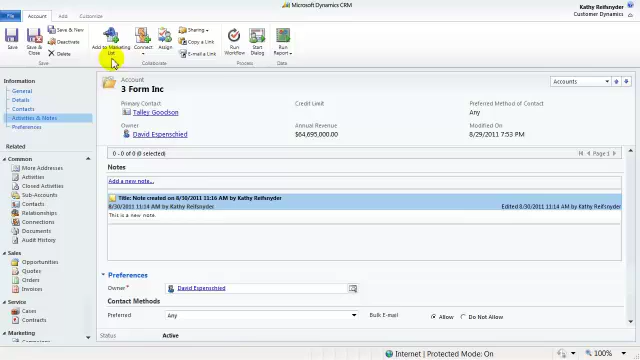 Microsoft Dynamics CRM
Kathy Reifsnyder
Customer Dynamics
File
Account
Add
Customize
Save
Save & Close
Save & New
Deactivate
Delete
Save
Add to Marketing List
Connect
Assign
Sharing
Copy a Link
E-mail a Link
Collaborate
Run Workflow
Start Dialog
Process
Run Report
Data
Information
General
Details
Contacts
Activities & Notes
Preferences
Related
Common
More Addresses
Activities
Closed Activities
Sub-Accounts
Contacts
Relationships
Connections
Documents
Audit History
Sales
Opportunities
Quotes
Orders
Invoices
Service
Cases
Contracts
Marketing
Account
3 Form Inc
Accounts
Primary Contact
Talley Goodson
Credit Limit
Preferred Method of Contact
Any
Owner
David Espenschied
Annual Revenue
$64,695,000.00
Modified On
8/29/2011 7:53 PM
0 - 0 of 0 (0 selected)
Page 1
Notes
Add a new note...
Title: Note created on 8/30/2011 11:16 AM by Kathy Reifsnyder
8/30/2011 11:14 AM by Kathy Reifsnyder
Edited 8/30/2011 11:14 AM by Kathy Reifsnyder
This is a new note.
Preferences
Owner *
David Espenschied
Contact Methods
Preferred
Any
Bulk E-mail
Allow
Do Not Allow
Status
Active
Internet | Protected Mode: On
100%